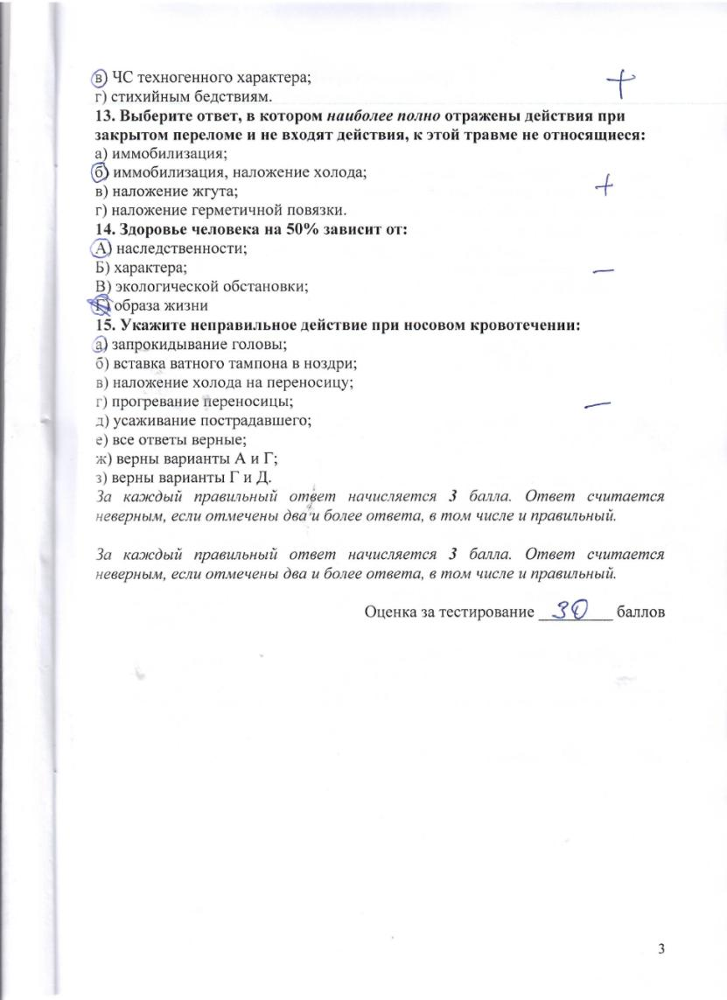 в) ЧС техногенного характера;
+
г) стихийным бедствиям.
13. Выберите ответ, в котором наиболее полно отражены действия при
закрытом переломе и не входят действия, к этой травме не относящиеся:
а) иммобилизация;
б) иммобилизация, наложение холода;
+
в) наложение жгута;
г) наложение герметичной повязки.
14. Здоровье человека на 50% зависит от:
А) наследственности;
Б) характера;
–
В) экологической обстановки;
Г) образа жизни
15. Укажите неправильное действие при носовом кровотечении:
а) запрокидывание головы;
б) вставка ватного тампона в ноздри;
в) наложение холода на переносицу;
г) прогревание переносицы;
–
д) усаживание пострадавшего;
е) все ответы верные;
ж) верны варианты А и Г;
з) верны варианты Г и Д.
За каждый правильный ответ начисляется 3 балла. Ответ считается
неверным, если отмечены два и более ответа, в том числе и правильный.
За каждый правильный ответ начисляется 3 балла. Ответ считается
неверным, если отмечены два и более ответа, в том числе и правильный.
Оценка за тестирование 30 баллов
3